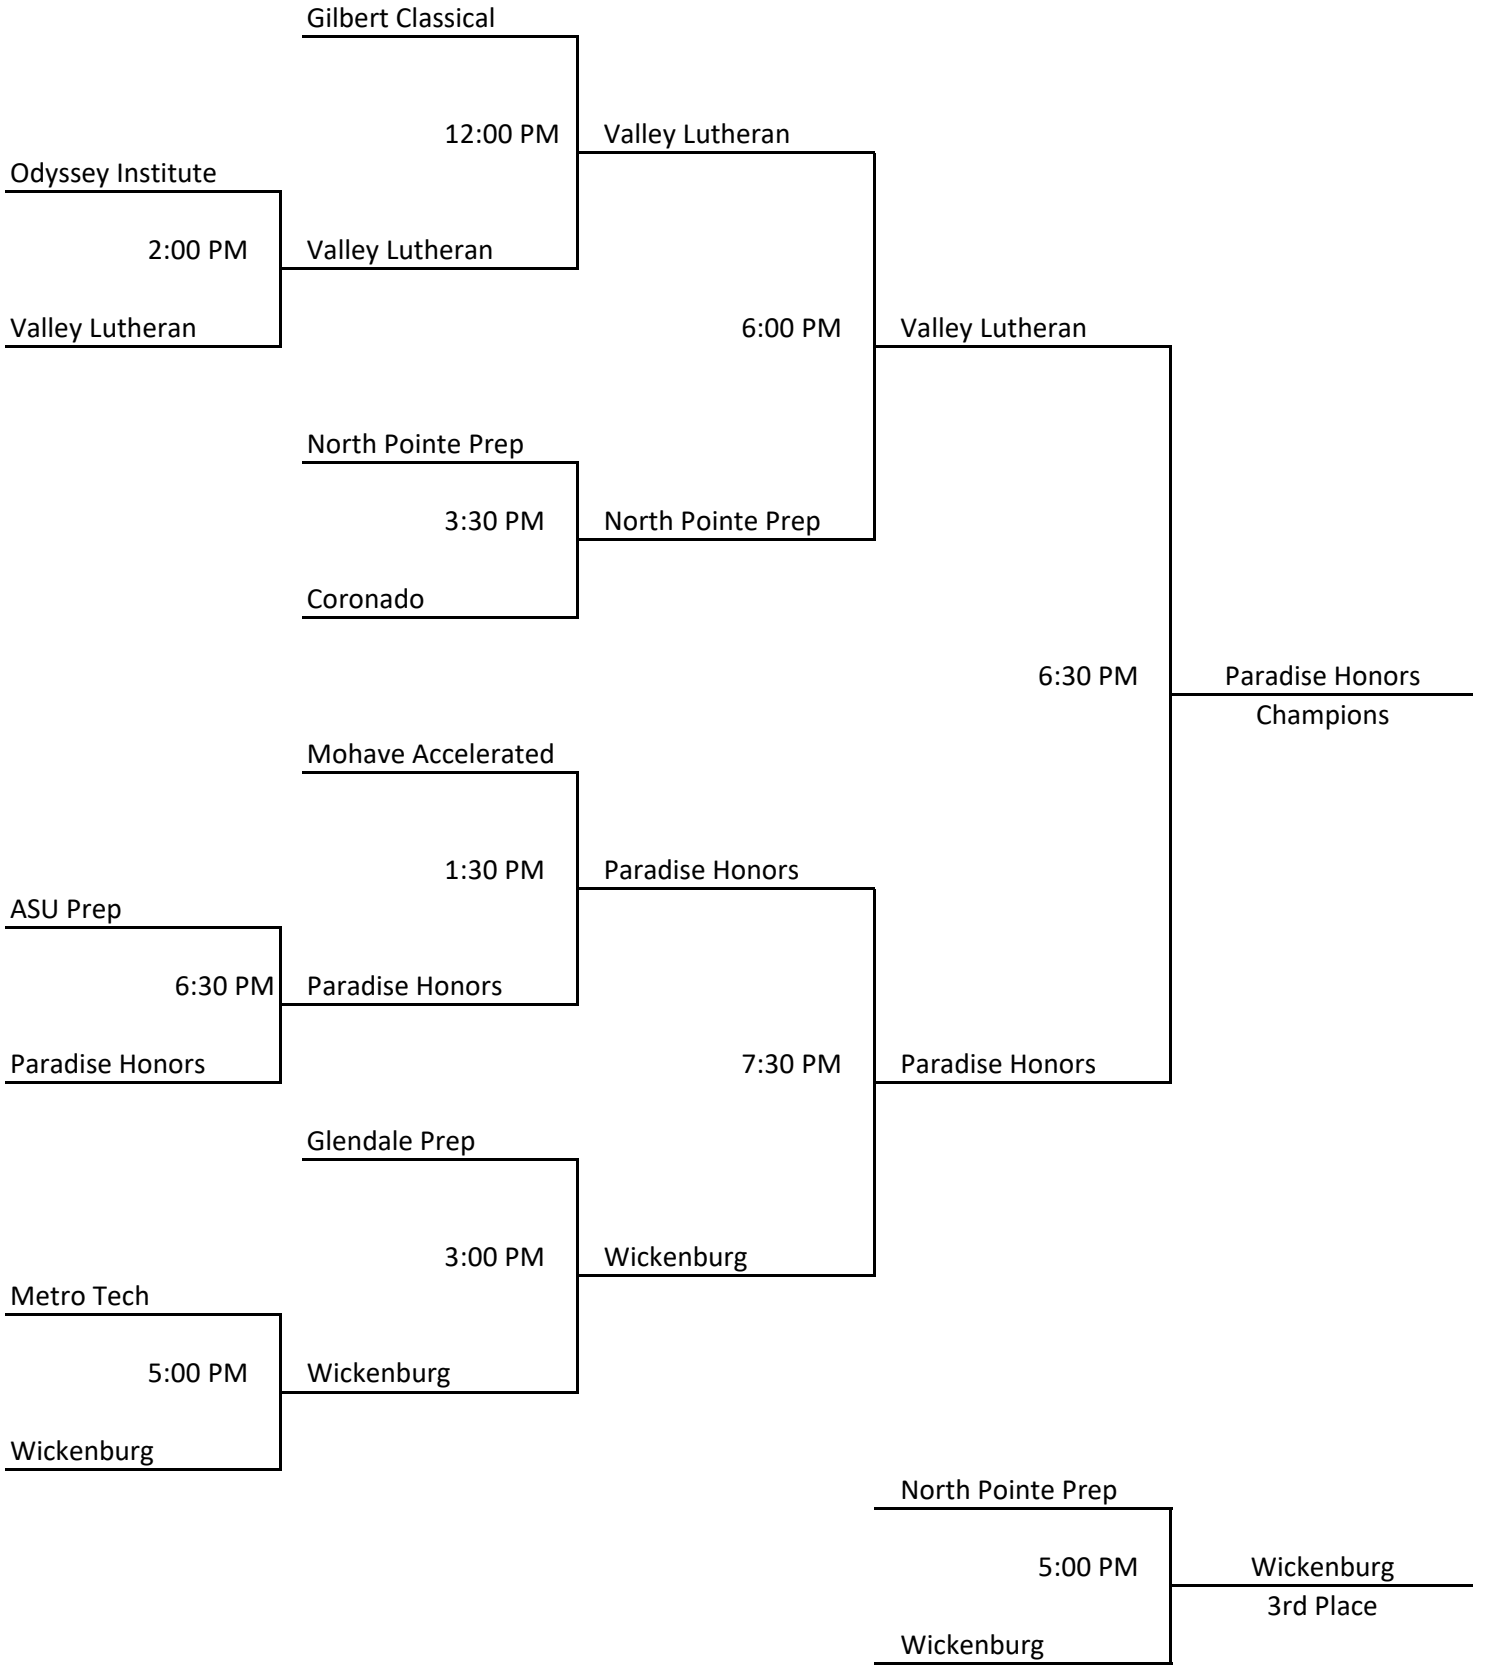 Gilbert Classical
12:00 PM
Valley Lutheran
Odyssey Institute
2:00 PM
Valley Lutheran
Valley Lutheran
6:00 PM
Valley Lutheran
North Pointe Prep
3:30 PM
North Pointe Prep
Coronado
6:30 PM
Paradise Honors
Champions
Mohave Accelerated
1:30 PM
Paradise Honors
ASU Prep
6:30 PM
Paradise Honors
Paradise Honors
7:30 PM
Paradise Honors
Glendale Prep
3:00 PM
Wickenburg
Metro Tech
5:00 PM
Wickenburg
Wickenburg
North Pointe Prep
5:00 PM
Wickenburg
3rd Place
Wickenburg